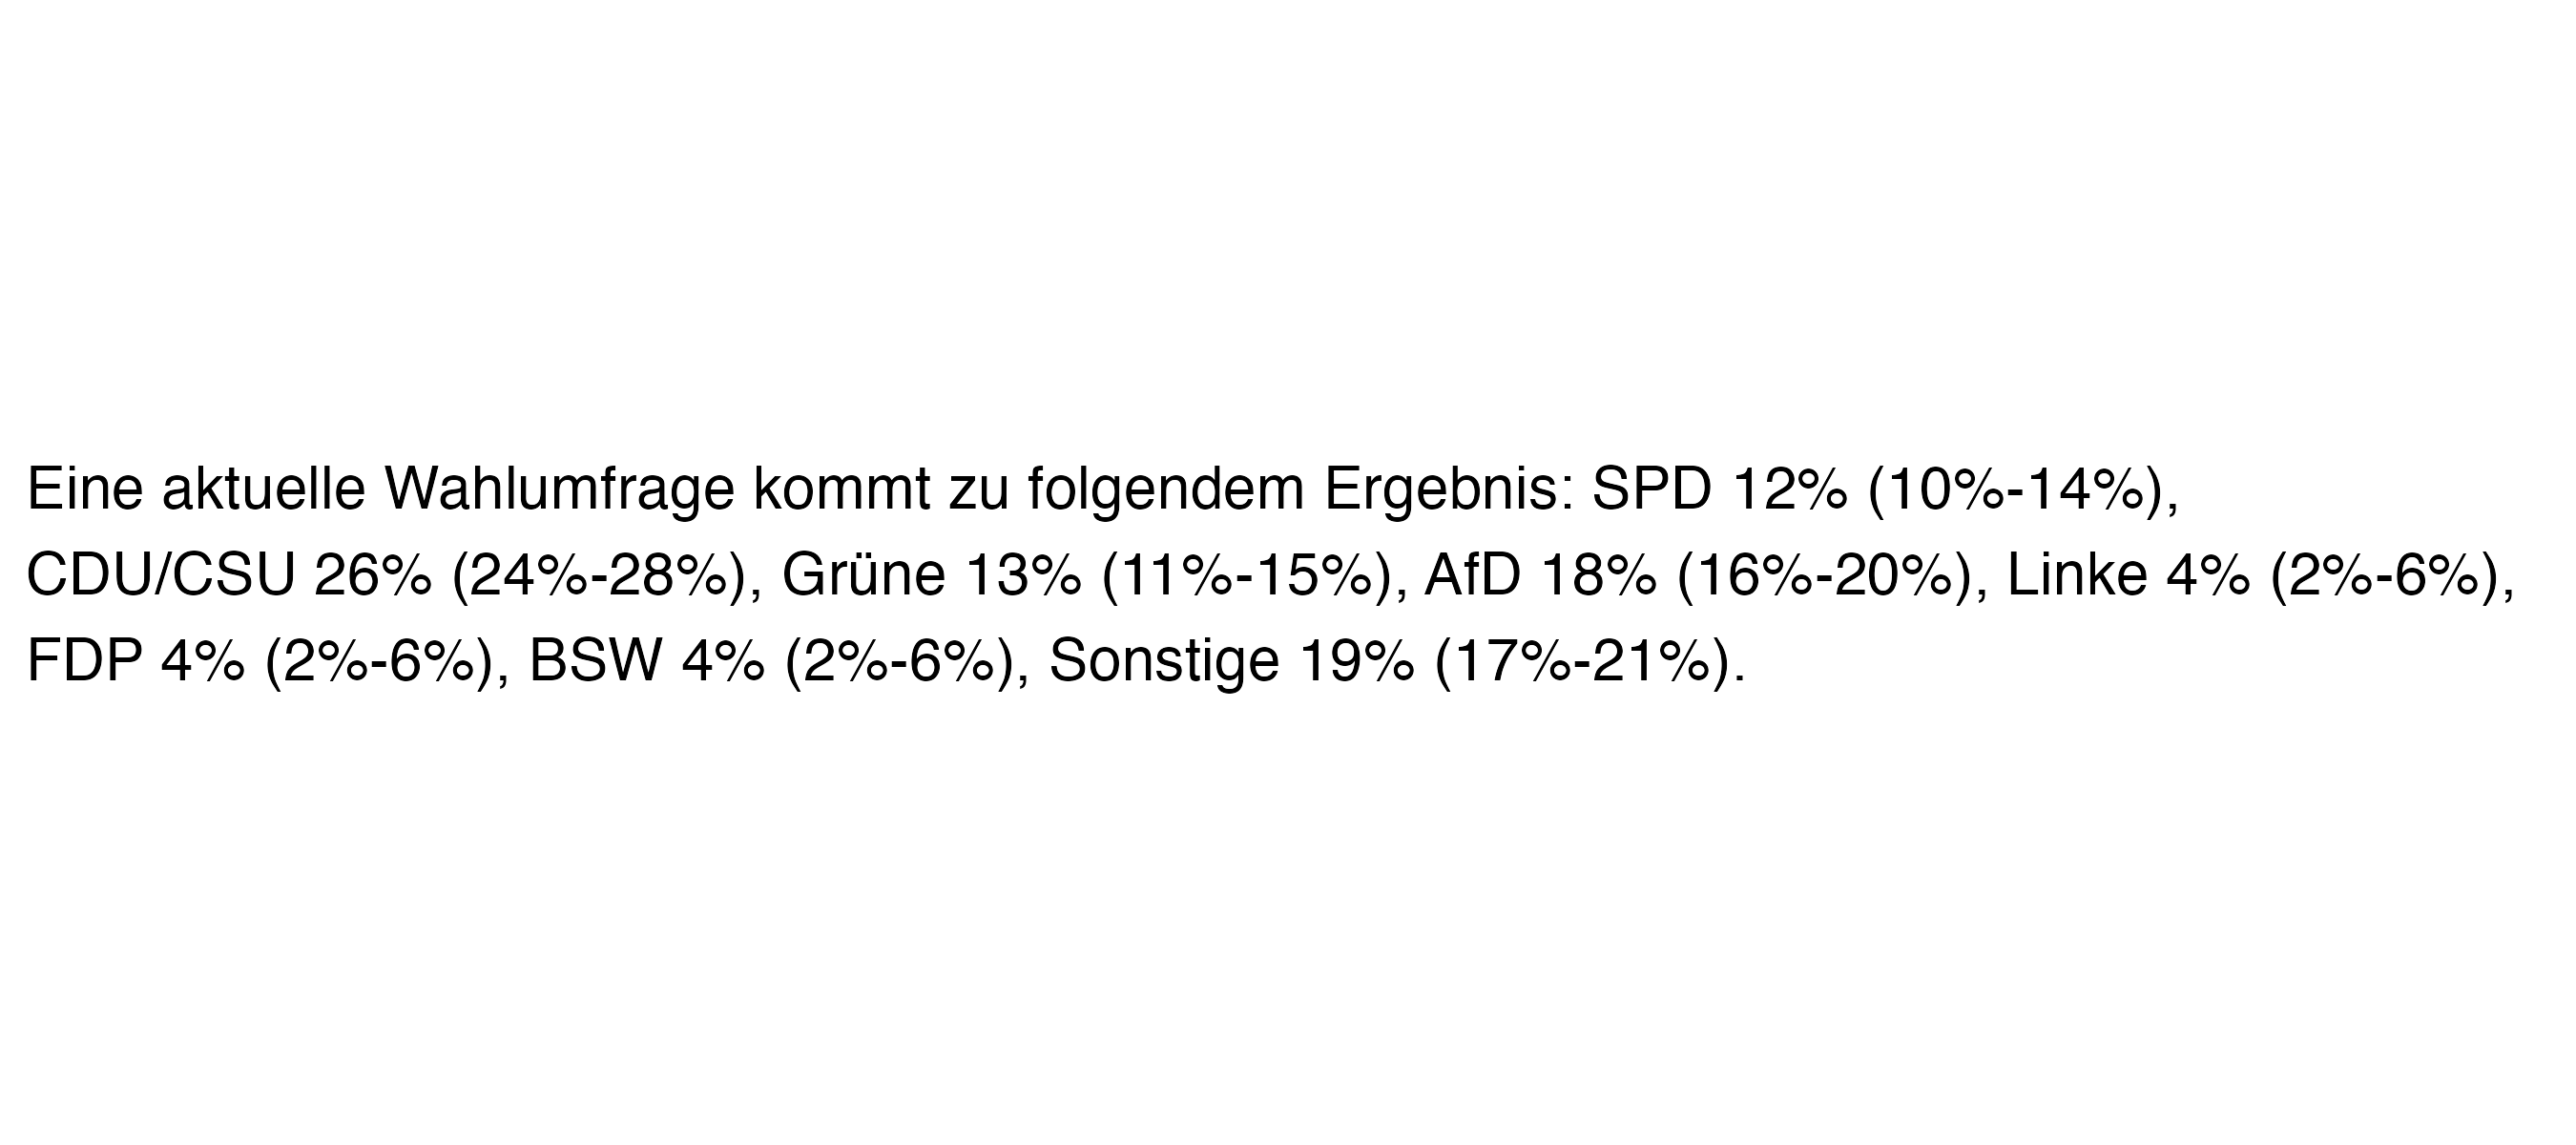 Eine aktuelle Wahlumfrage kommt zu folgendem Ergebnis: SPD 12% (10%-14%),
CDU/CSU 26% (24%-28%), Grüne 13% (11%-15%), AfD 18% (16%-20%), Linke 4% (2%-6%),
FDP 4% (2%-6%), BSW 4% (2%-6%), Sonstige 19% (17%-21%).